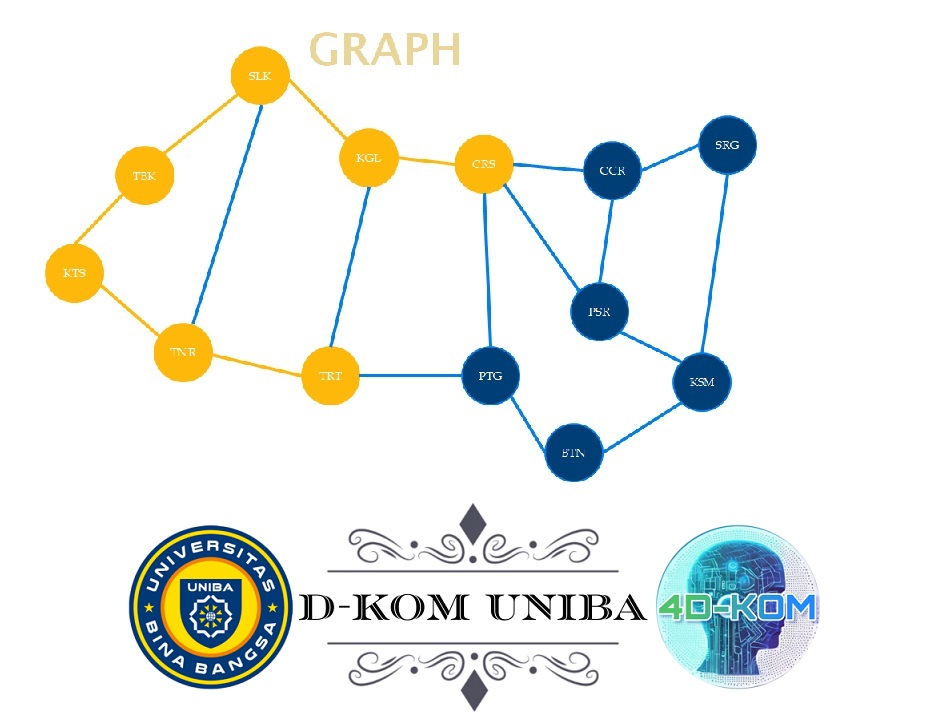 GRAPH
SLK
KGL
CRS
CCR
SRG
TBK
KTS
TNR
TRT
PTG
PSR
KSM
BTN
UNIVERSITAS
UNIBA
BINA BANGSA
D-KOM UNIBA
4D-KOM